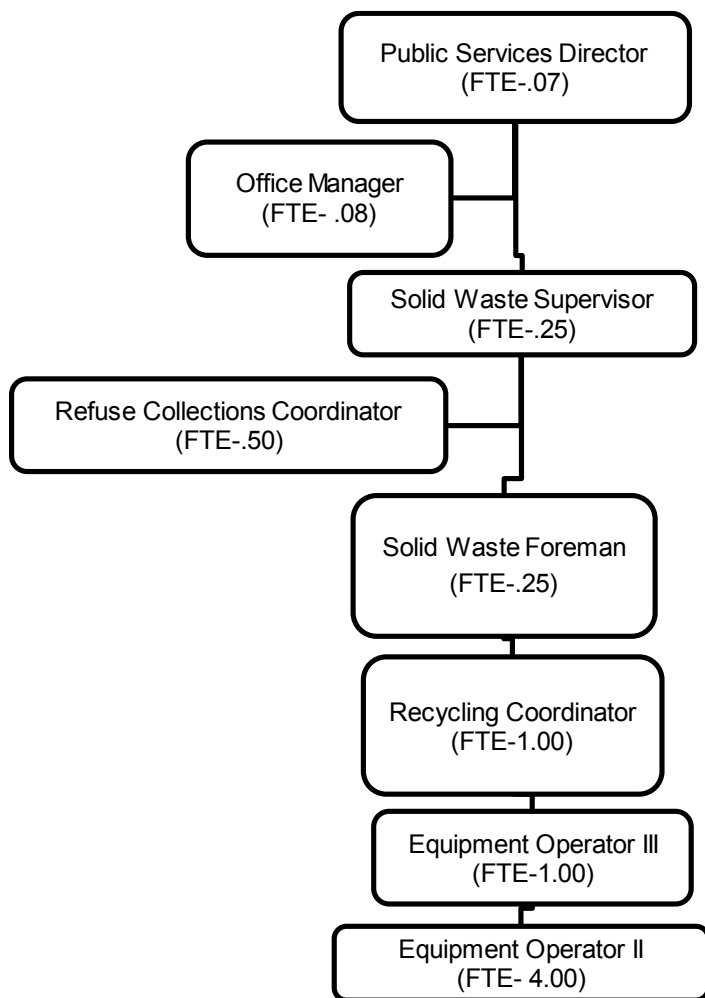 Public Services Director
(FTE-.07)
Office Manager
(FTE- .08)
Solid Waste Supervisor
(FTE-.25)
Refuse Collections Coordinator
(FTE-.50)
Solid Waste Foreman
(FTE-.25)
Recycling Coordinator
(FTE-1.00)
Equipment Operator III
(FTE-1.00)
Equipment Operator II
(FTE- 4.00)